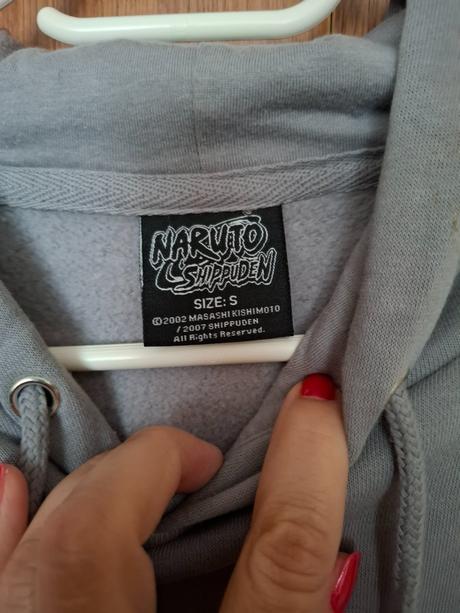 NARUTO
SHIPPUDEN
SIZE: S
©2002 MASASHI KISHIMOTO
/ 2007 SHIPPUDEN
All Rights Reserved.